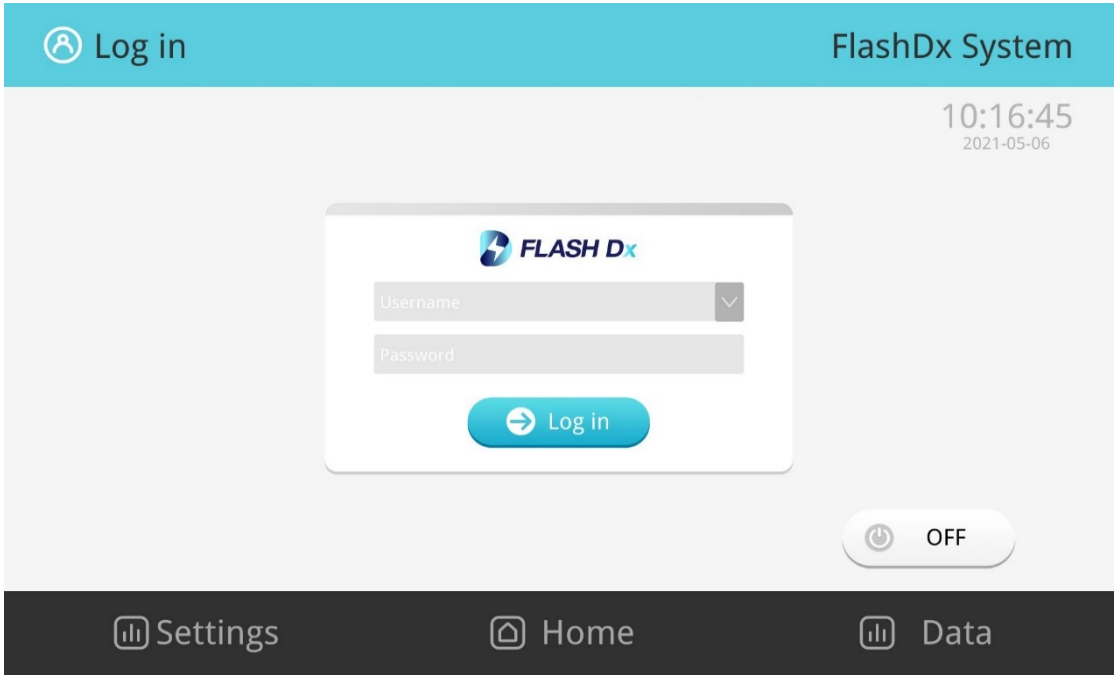 Log in
FlashDx System
10:16:45
2021-05-06
FLASH Dx
Username
Password
Log in
OFF
Settings
Home
Data